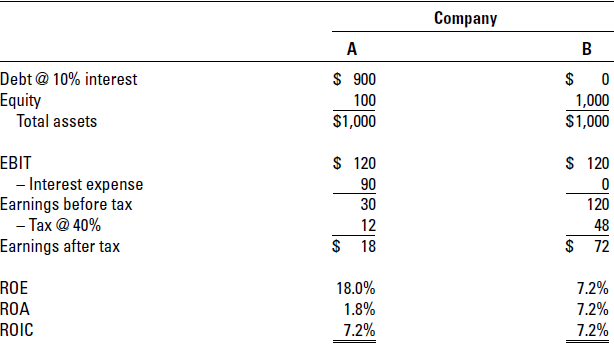 Company
A B
Debt @ 10% interest $ 900 $ 0
Equity 100 1,000
Total assets $1,000 $1,000
EBIT $ 120 $ 120
– Interest expense 90 0
Earnings before tax 30 120
– Tax @ 40% 12 48
Earnings after tax $ 18 $ 72
ROE 18.0% 7.2%
ROA 1.8% 7.2%
ROIC 7.2% 7.2%